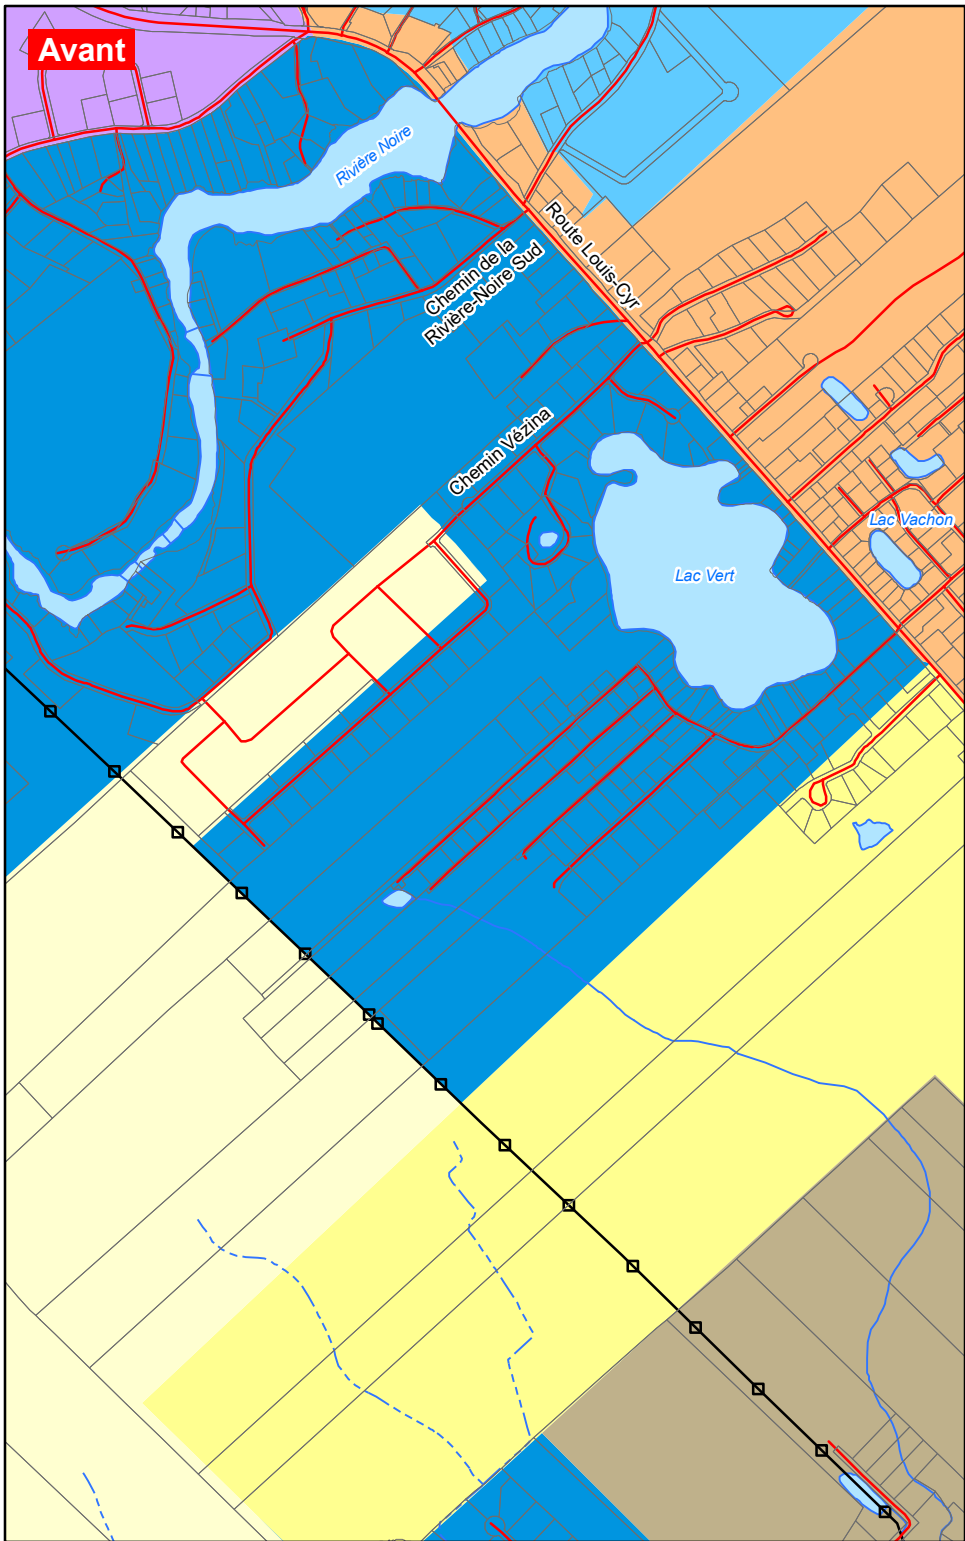 Avant
Rivière Noire
Route Louis-Cyr
Chemin de la
Rivière-Noire Sud
Chemin Vézina
Lac Vachon
Lac Vert